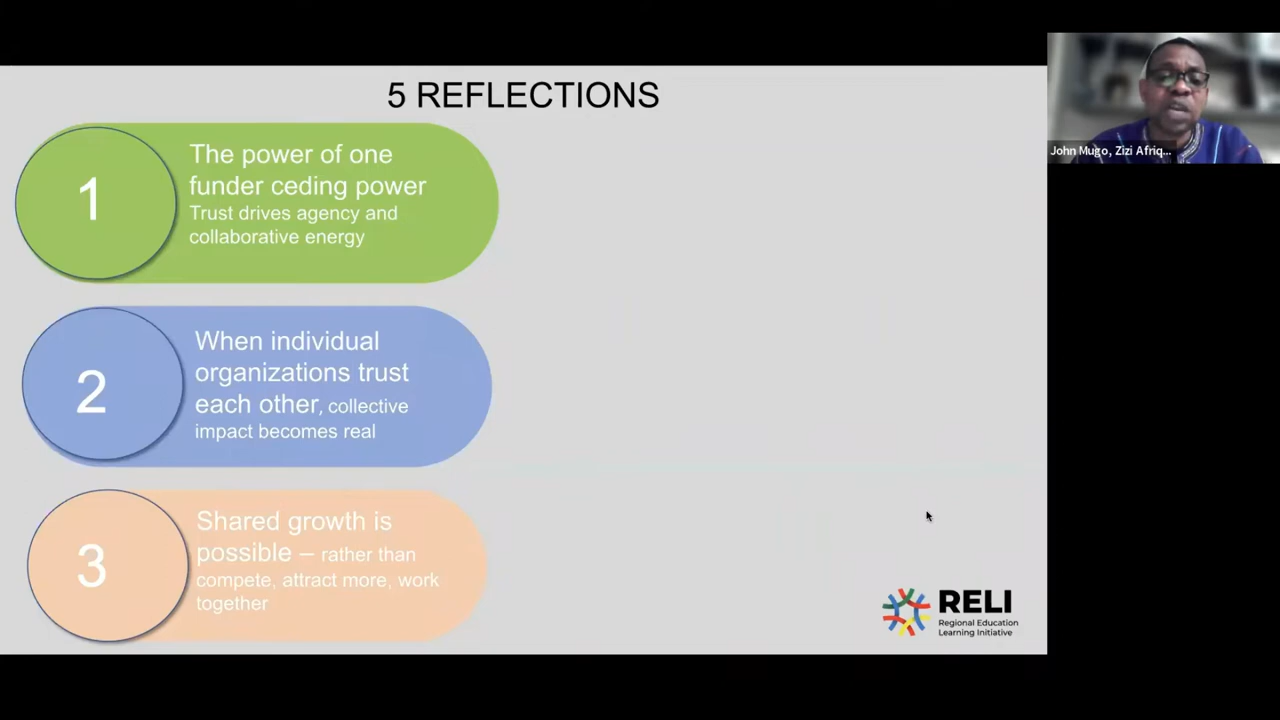 5 REFLECTIONS
1
The power of one
funder ceding power
Trust drives agency and
collaborative energy
2
When individual
organizations trust
each other, collective
impact becomes real
3
Shared growth is
possible – rather than
compete, attract more, work
together
RELI
Regional Education
Learning Initiative
John Mugo, Zizi Afriq...